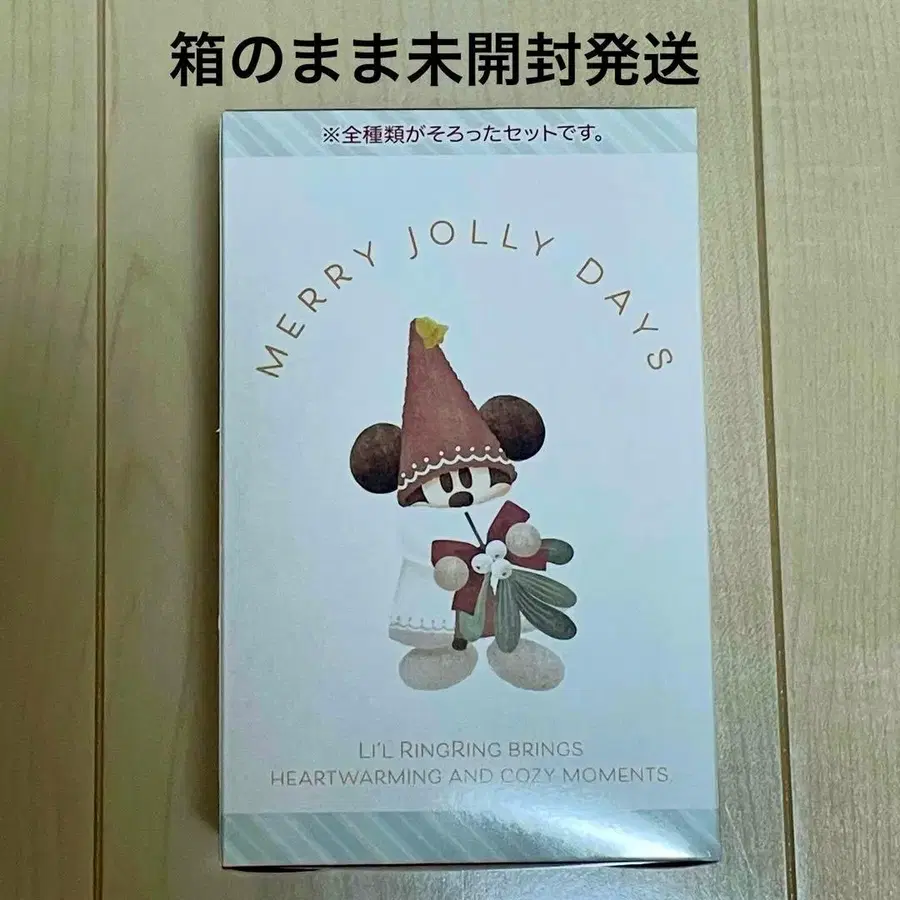 箱のまま未開封発送
※全種類がそろったセットです。
MERRY JOLLY DAYS
LI'L RINGRING BRINGS
HEARTWARMING AND COZY MOMENTS.